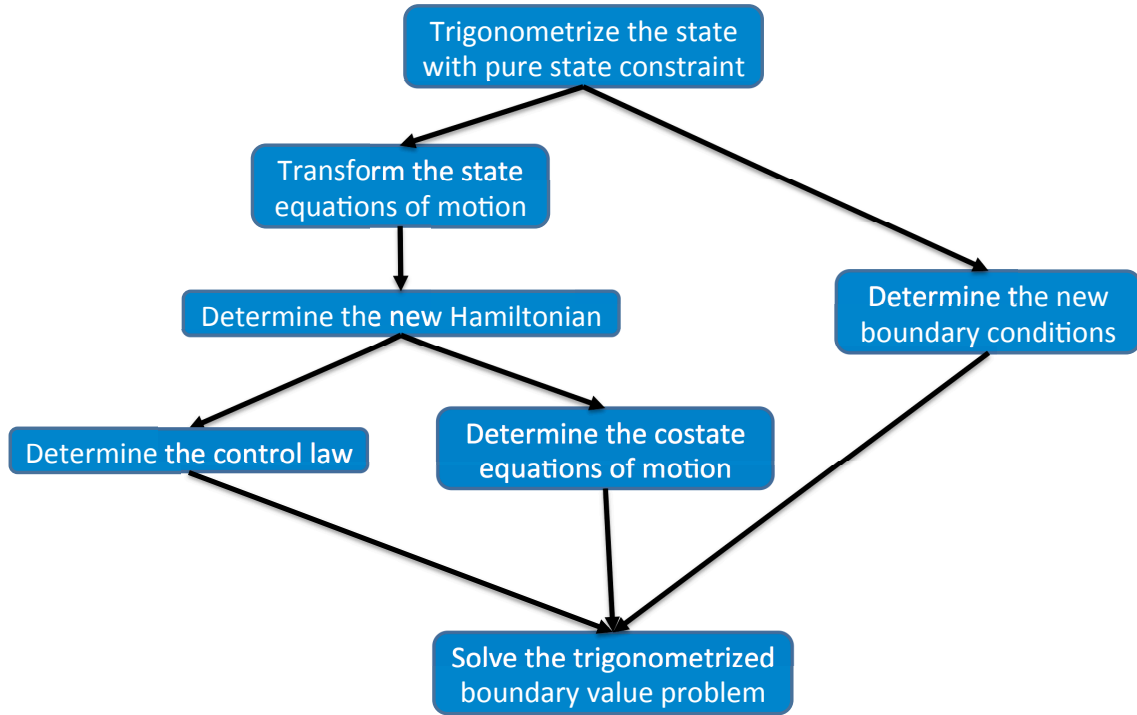 Trigonometrize the state
with pure state constraint
Transform the state
equations of motion
Determine the new
boundary conditions
Determine the new Hamiltonian
Determine the control law
Determine the costate
equations of motion
Solve the trigonometrized
boundary value problem